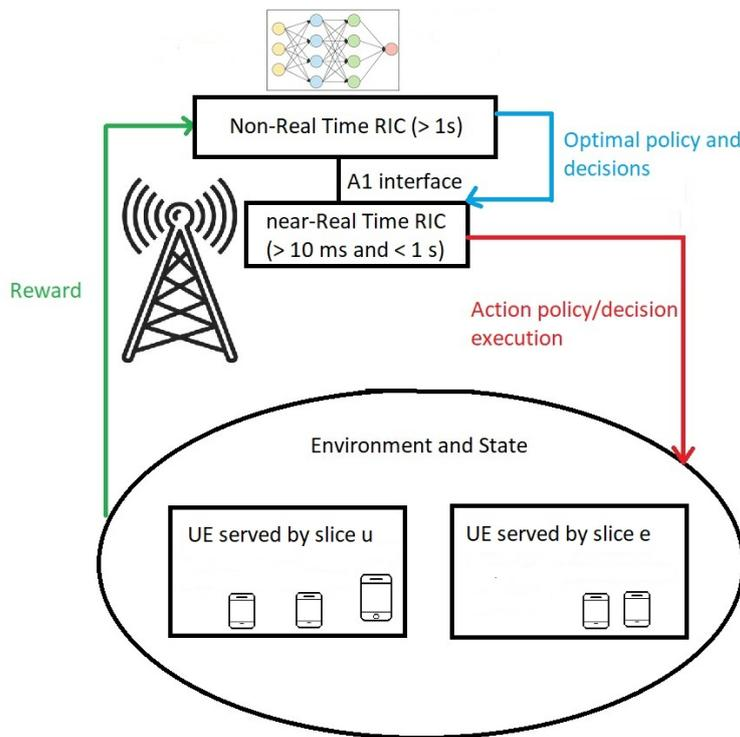 Non-Real Time RIC (> 1s)
Optimal policy and
decisions
A1 interface
near-Real Time RIC
(> 10 ms and < 1 s)
Reward
Action policy/decision
execution
Environment and State
UE served by slice u
UE served by slice e